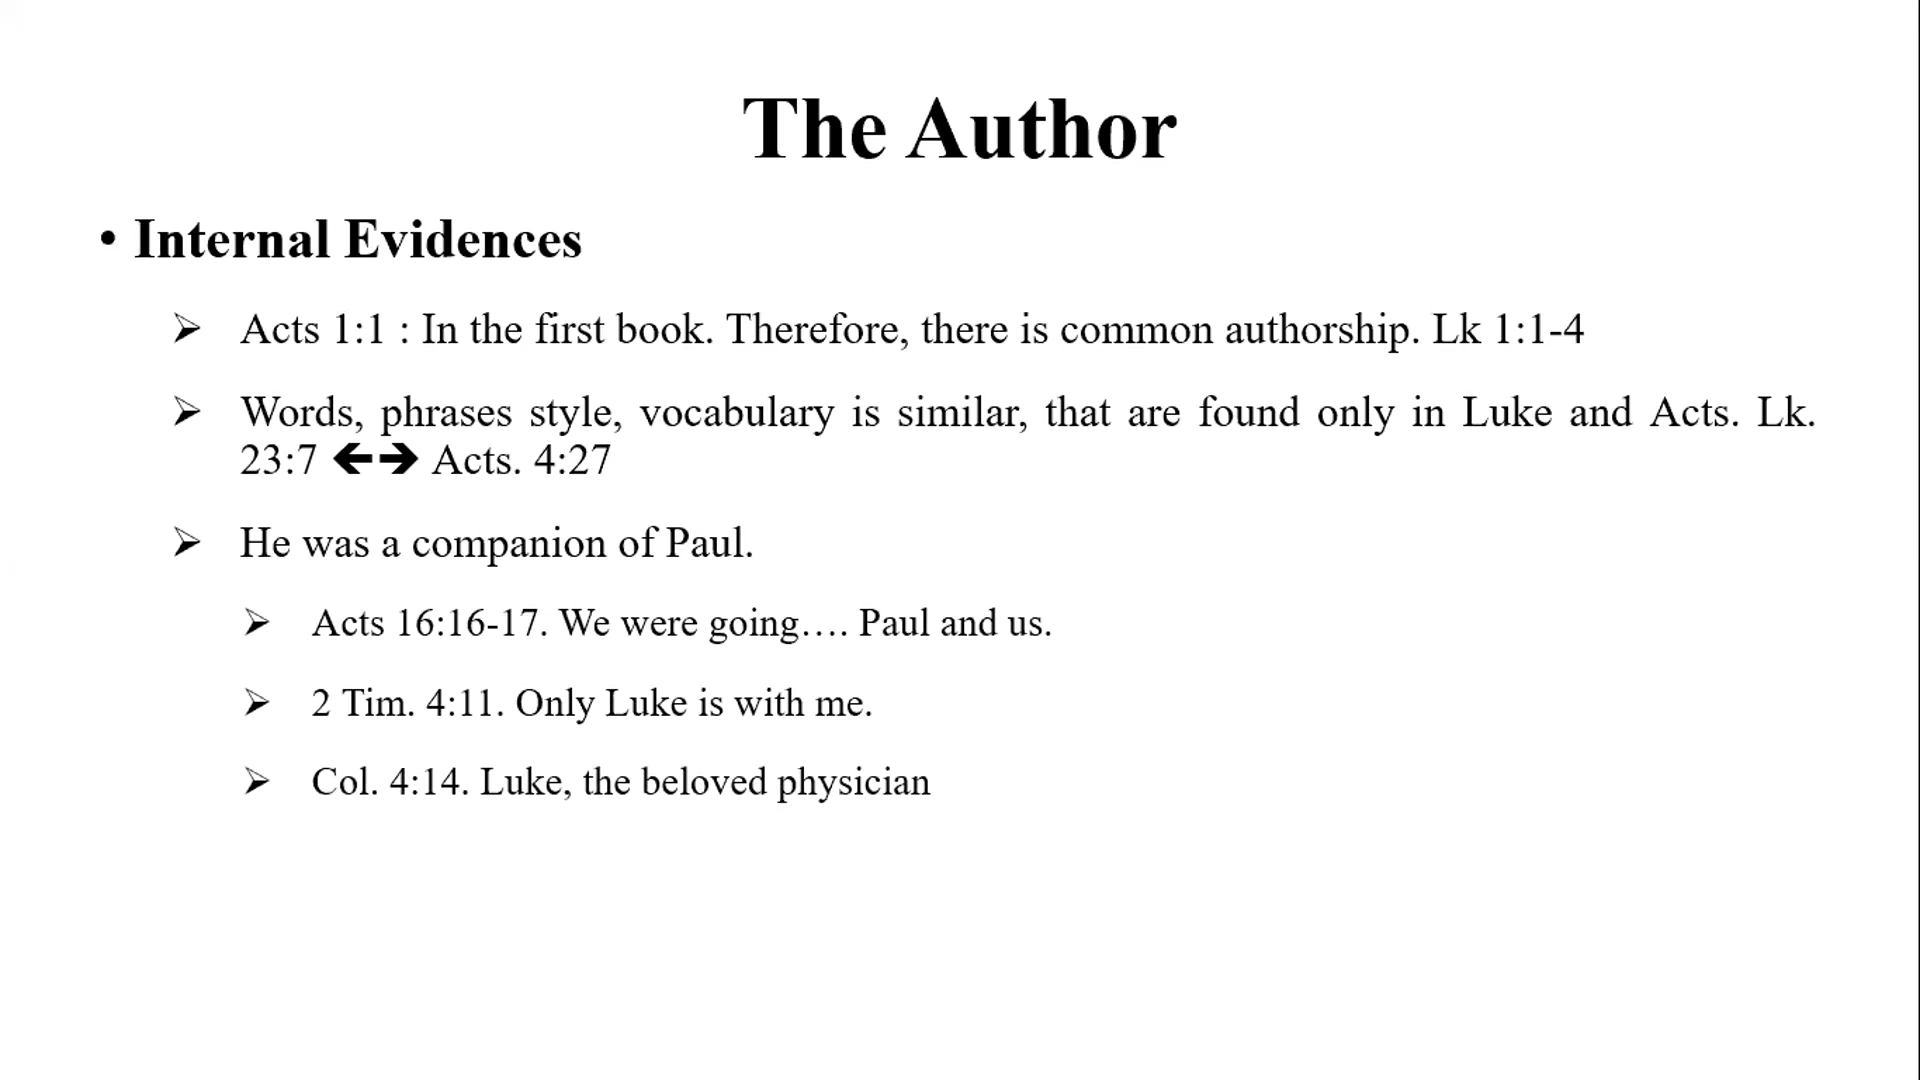 The Author
• Internal Evidences
➢ Acts 1:1 : In the first book. Therefore, there is common authorship. Lk 1:1-4
➢ Words, phrases style, vocabulary is similar, that are found only in Luke and Acts. Lk.
23:7 🡸🡺 Acts. 4:27
➢ He was a companion of Paul.
➢ Acts 16:16-17. We were going…. Paul and us.
➢ 2 Tim. 4:11. Only Luke is with me.
➢ Col. 4:14. Luke, the beloved physician